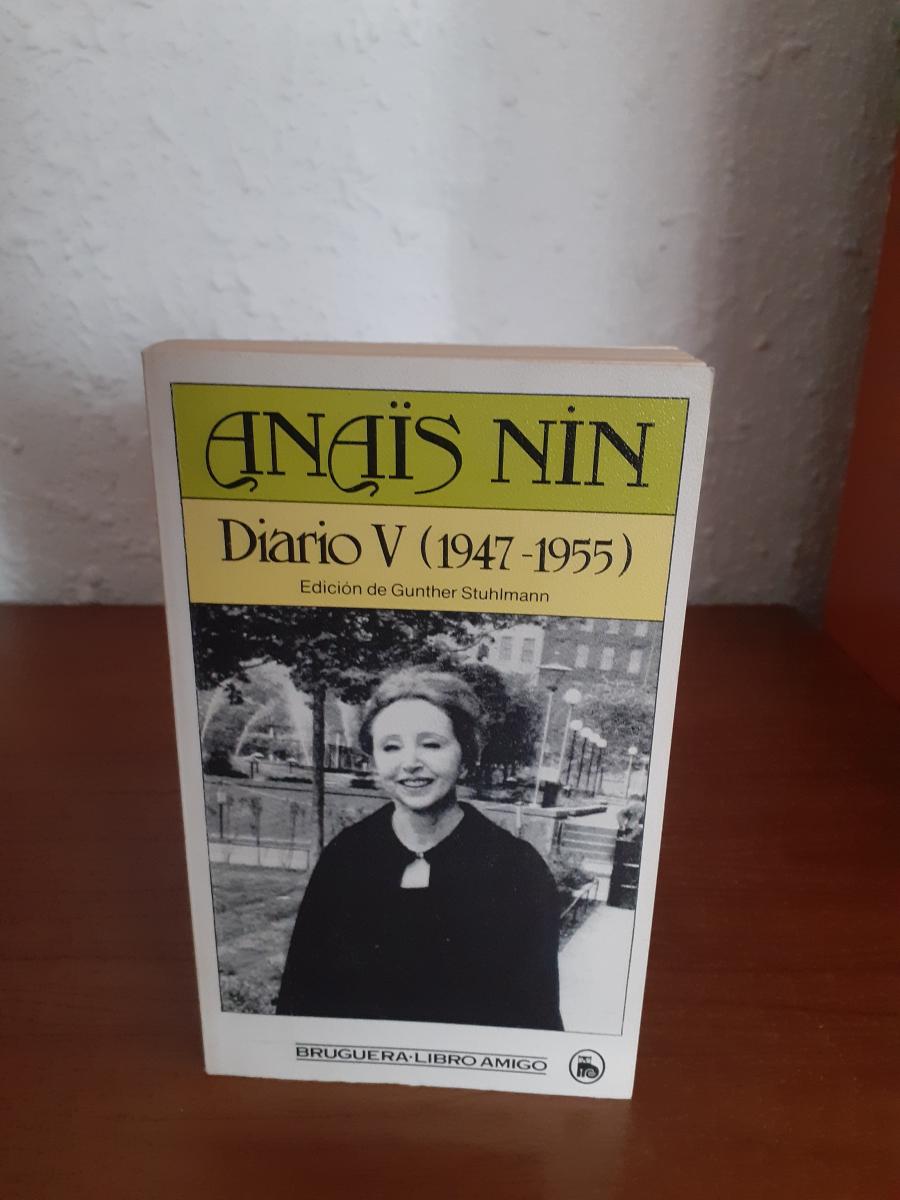 ANAÏS NIN
Diario V (1947-1955)
Edición de Gunther Stuhlmann
BRUGUERA·LIBRO AMIGO